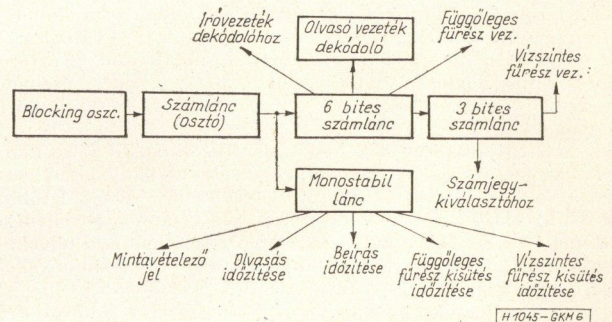 Íróvezeték
dekódolóhoz
Olvasó vezeték
dekódoló
Függőleges
fűrész vez.
Vízszintes
fűrész vez.:
Blocking oszc.
Számlánc
(osztó)
6 bites
számlánc
3 bites
számlánc
Monostabil
lánc
Számjegy-
kiválasztóhoz
Mintavételező
jel
Olvasás
időzítése
Beírás
időzítése
Függőleges
fűrész kisütés
időzítése
Vízszintes
fűrész kisütés
időzítése
H 1045-GKM 6